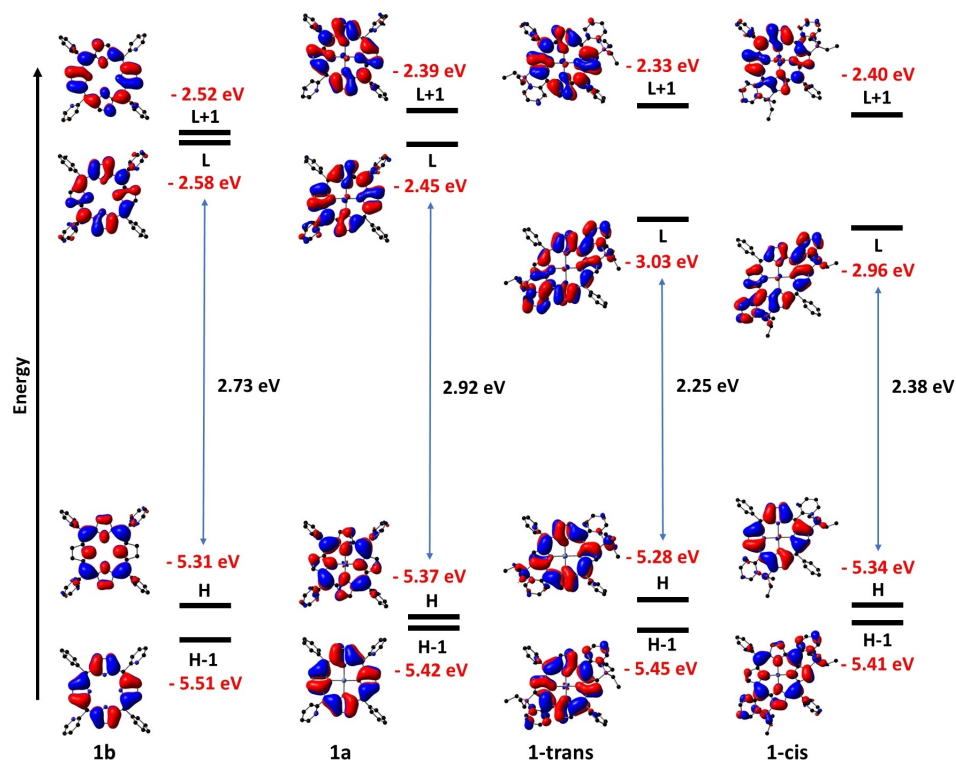 Energy
- 2.52 eV
L+1
L
- 2.58 eV
2.73 eV
- 5.31 eV
H
H-1
- 5.51 eV
1b
- 2.39 eV
L+1
L
- 2.45 eV
2.92 eV
- 5.37 eV
H
H-1
- 5.42 eV
1a
- 2.33 eV
L+1
L
- 3.03 eV
2.25 eV
- 5.28 eV
H
H-1
- 5.45 eV
1-trans
- 2.40 eV
L+1
L
- 2.96 eV
2.38 eV
- 5.34 eV
H
H-1
- 5.41 eV
1-cis